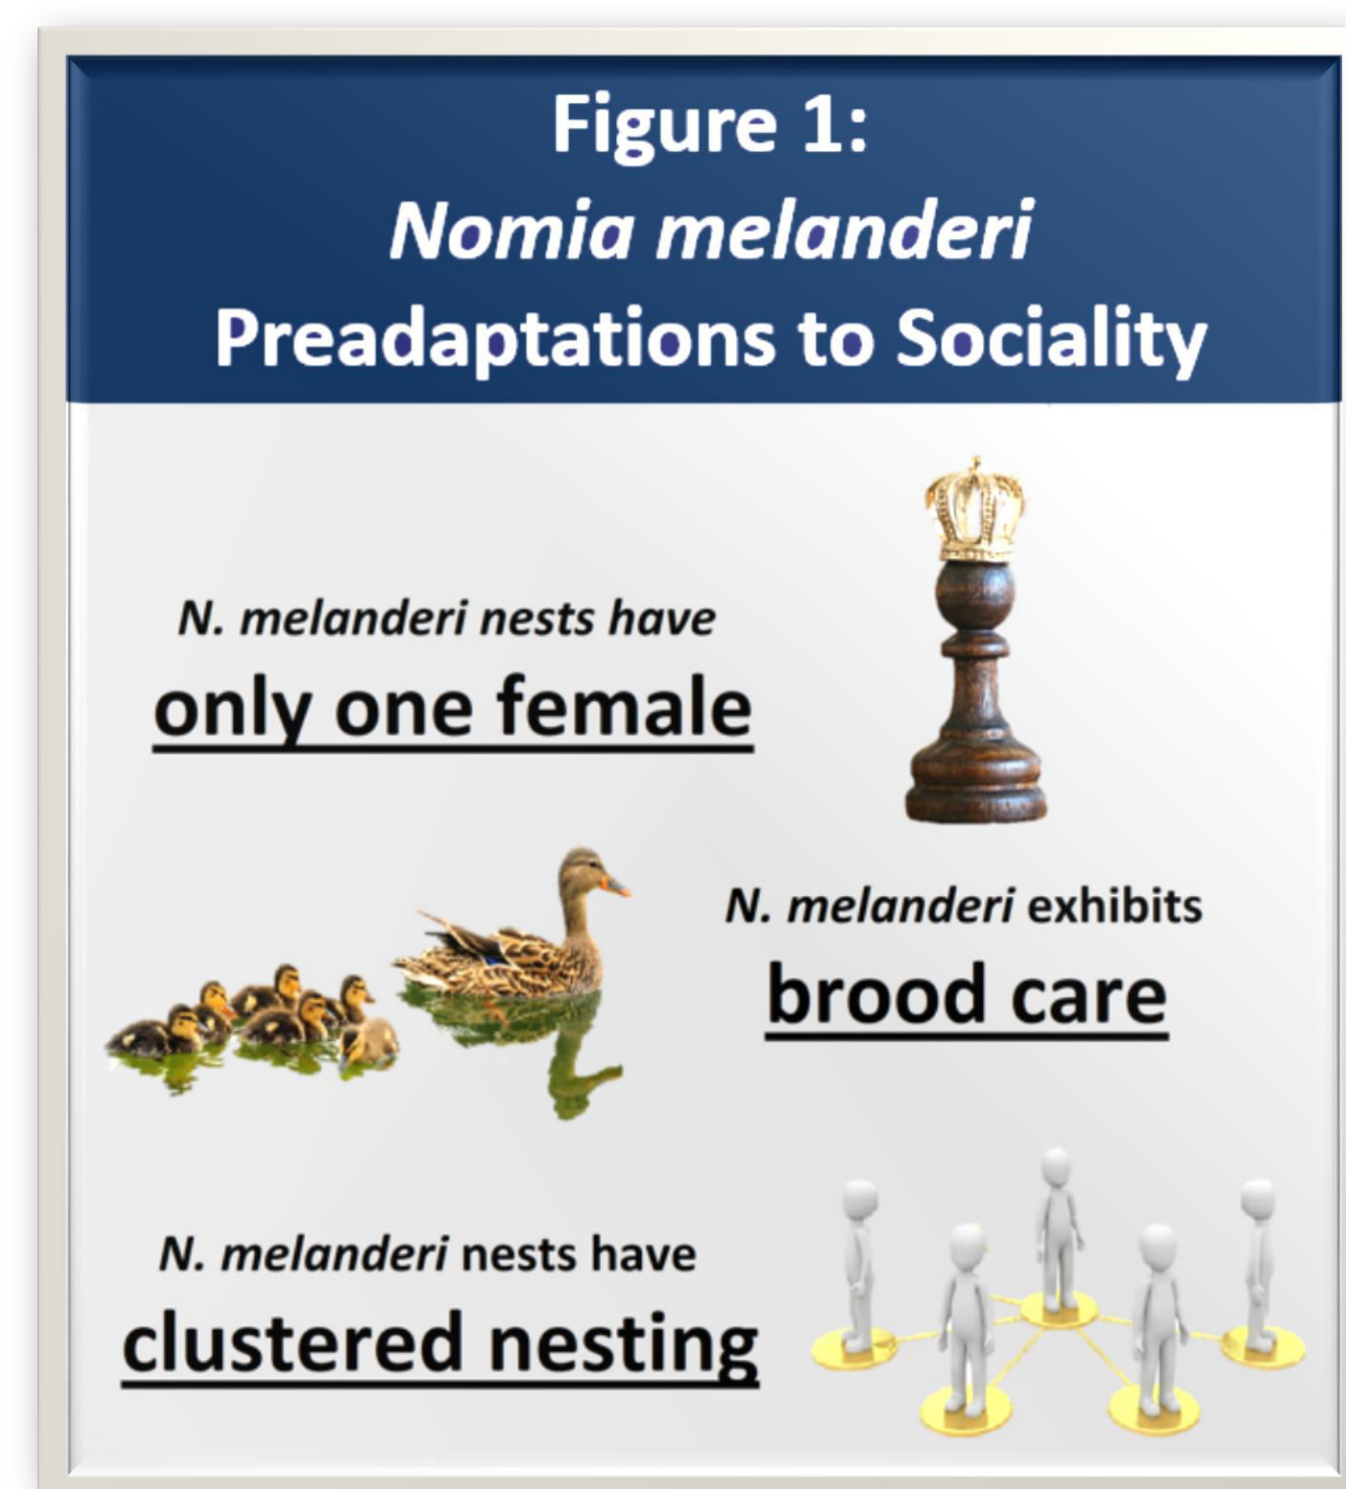 Figure 1:
Nomia melanderi
Preadaptations to Sociality
N. melanderi nests have
only one female
N. melanderi exhibits
brood care
N. melanderi nests have
clustered nesting